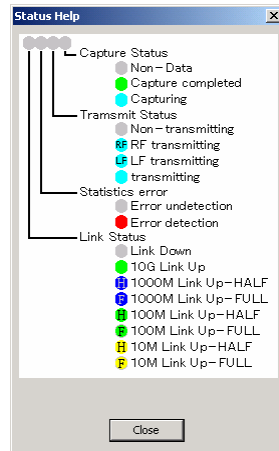 Status Help
Capture Status
Non-Data
Capture completed
Capturing
Transmit Status
Non-transmitting
RF RF transmitting
LF LF transmitting
transmitting
Statistics error
Error undetection
Error detection
Link Status
Link Down
10G Link Up
H 1000M Link Up-HALF
F 1000M Link Up-FULL
H 100M Link Up-HALF
F 100M Link Up-FULL
H 10M Link Up-HALF
F 10M Link Up-FULL
Close